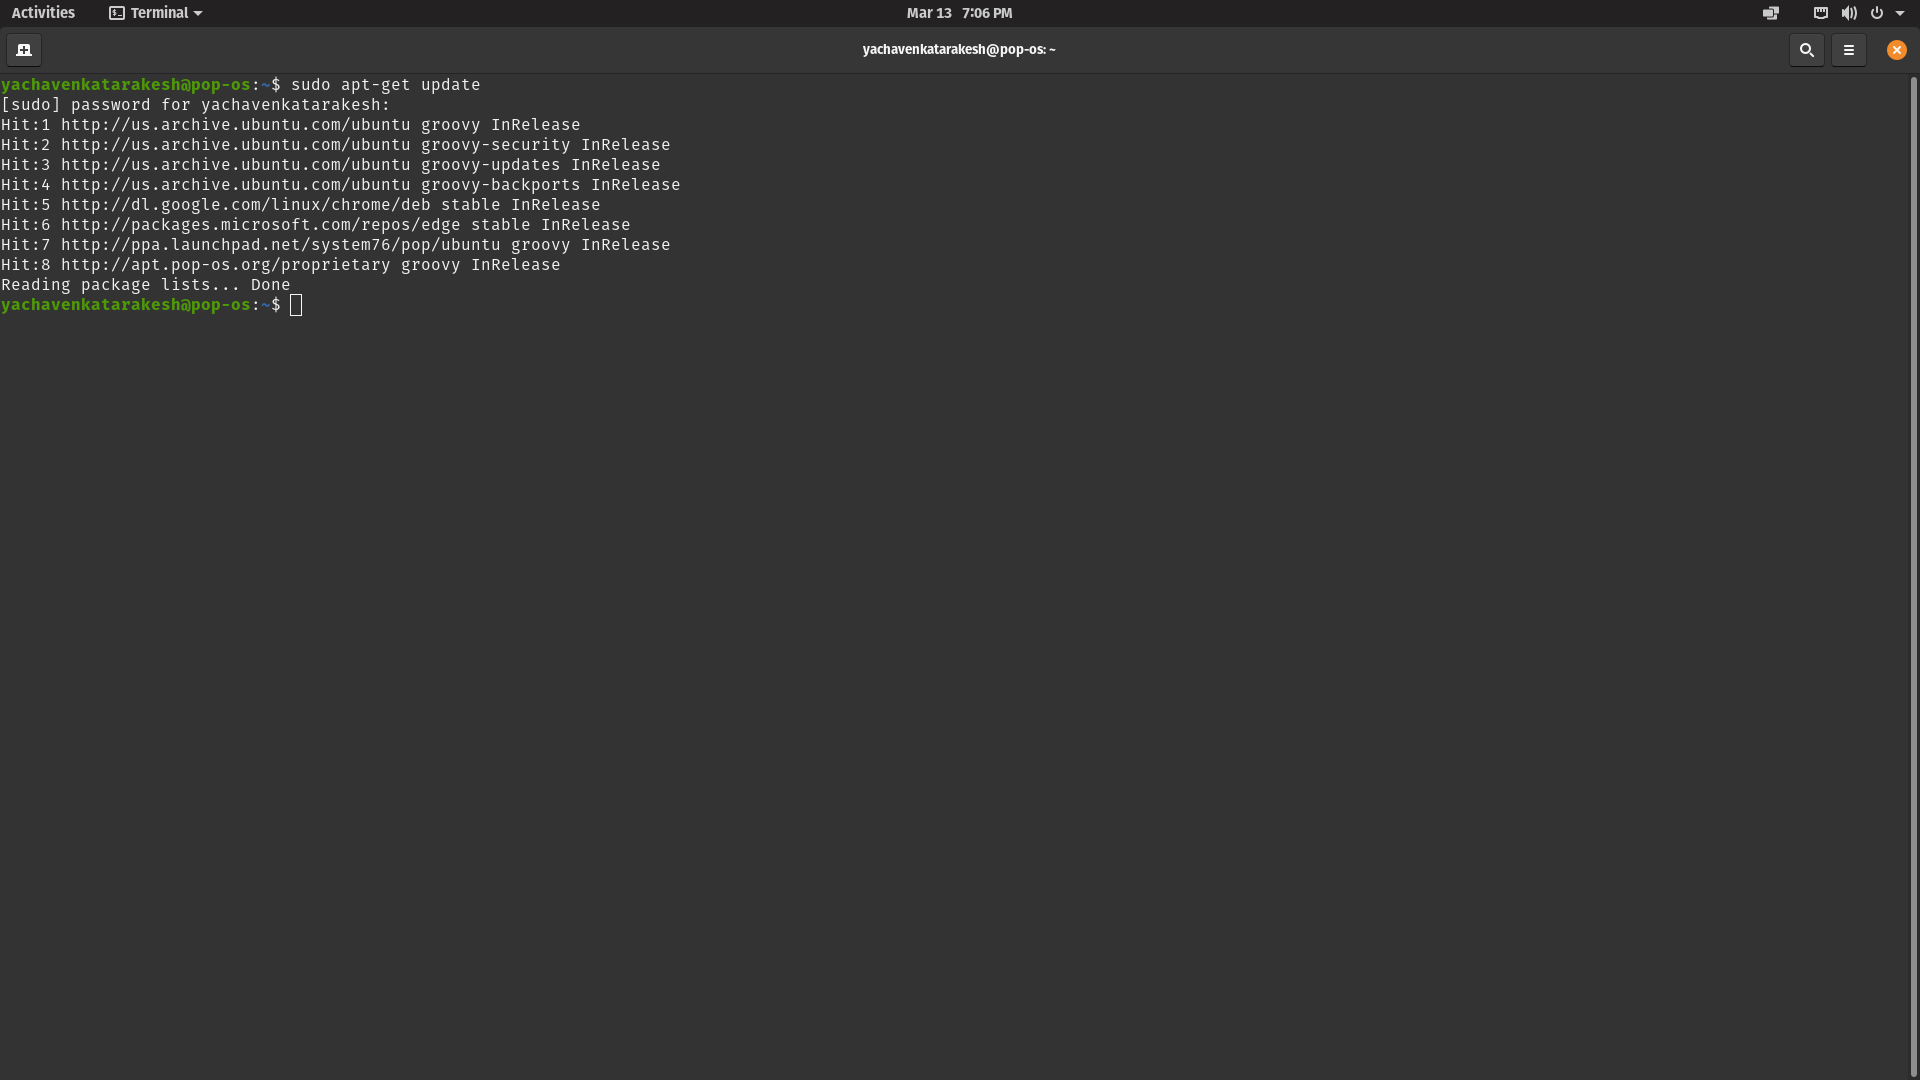 Activities Terminal Mar 13 7:06 PM
yachavenkatarakesh@pop-os: ~
yachavenkatarakesh@pop-os:~$ sudo apt-get update
[sudo] password for yachavenkatarakesh:
Hit:1 http://us.archive.ubuntu.com/ubuntu groovy InRelease
Hit:2 http://us.archive.ubuntu.com/ubuntu groovy-security InRelease
Hit:3 http://us.archive.ubuntu.com/ubuntu groovy-updates InRelease
Hit:4 http://us.archive.ubuntu.com/ubuntu groovy-backports InRelease
Hit:5 http://dl.google.com/linux/chrome/deb stable InRelease
Hit:6 http://packages.microsoft.com/repos/edge stable InRelease
Hit:7 http://ppa.launchpad.net/system76/pop/ubuntu groovy InRelease
Hit:8 http://apt.pop-os.org/proprietary groovy InRelease
Reading package lists... Done
yachavenkatarakesh@pop-os:~$